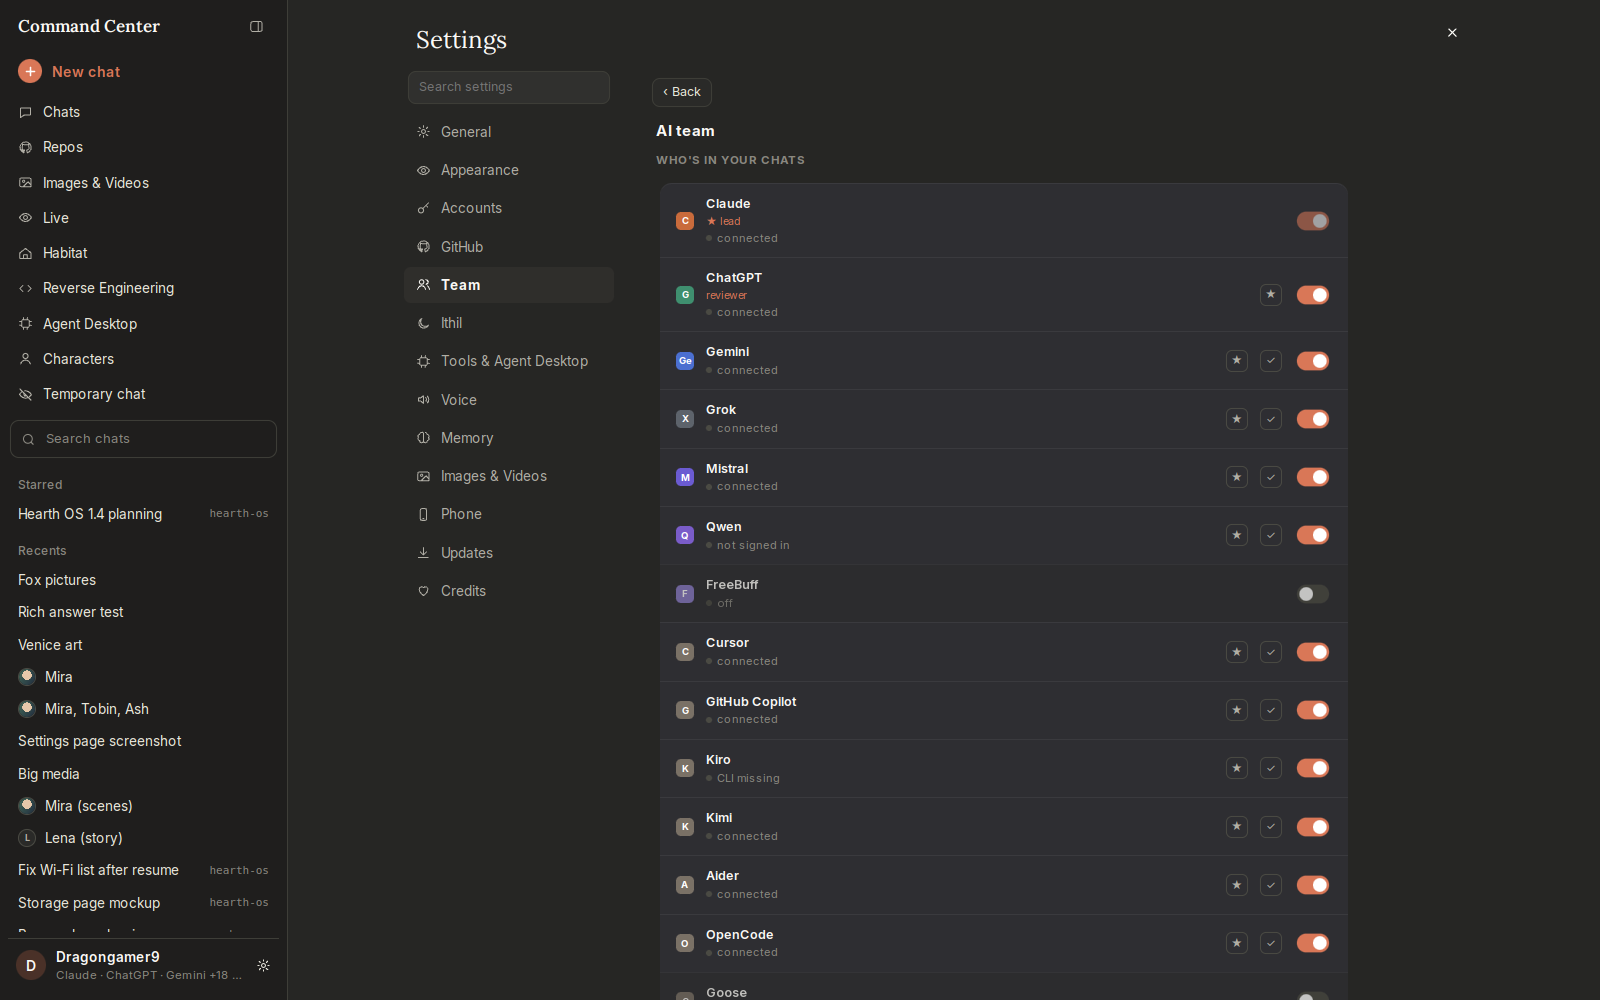 Command Center
New chat
Chats
Repos
Images & Videos
Live
Habitat
Reverse Engineering
Agent Desktop
Characters
Temporary chat
Search chats
Starred
Hearth OS 1.4 planning hearth-os
Recents
Fox pictures
Rich answer test
Venice art
Mira
Mira, Tobin, Ash
Settings page screenshot
Big media
Mira (scenes)
L Lena (story)
Fix Wi-Fi list after resume hearth-os
Storage page mockup hearth-os
D Dragongamer9
Claude · ChatGPT · Gemini +18 ...
Settings
Search settings
General
Appearance
Accounts
GitHub
Team
Ithil
Tools & Agent Desktop
Voice
Memory
Images & Videos
Phone
Updates
Credits
‹ Back
AI team
WHO'S IN YOUR CHATS
C Claude
★ lead
connected
G ChatGPT
reviewer
connected
Ge Gemini
connected
X Grok
connected
M Mistral
connected
Q Qwen
not signed in
F FreeBuff
off
C Cursor
connected
G GitHub Copilot
connected
K Kiro
CLI missing
K Kimi
connected
A Aider
connected
O OpenCode
connected
Goose